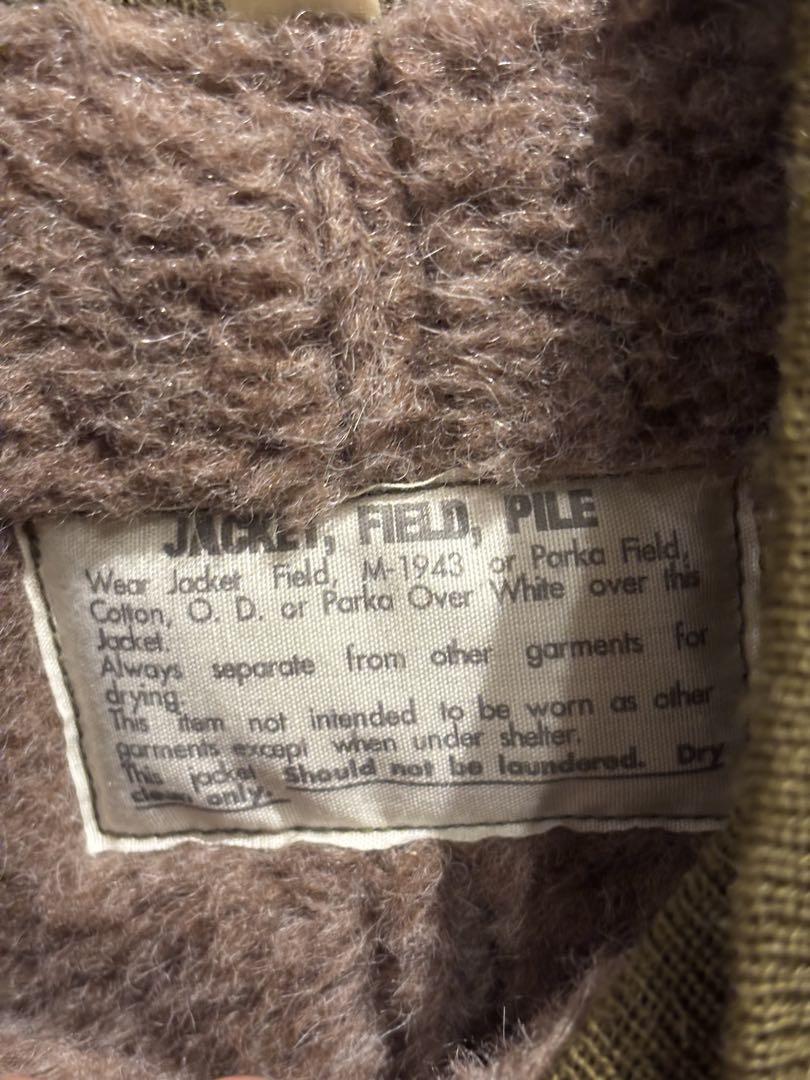 JACKET, FIELD, PILE
Wear Jacket Field, M-1943 or Parka Field,
Cotton, O. D. or Parka Over White over this
Jacket.
Always separate from other garments for
drying.
This item not intended to be worn as other
garments except when under shelter.
This jacket Should not be laundered. Dry
clean only.